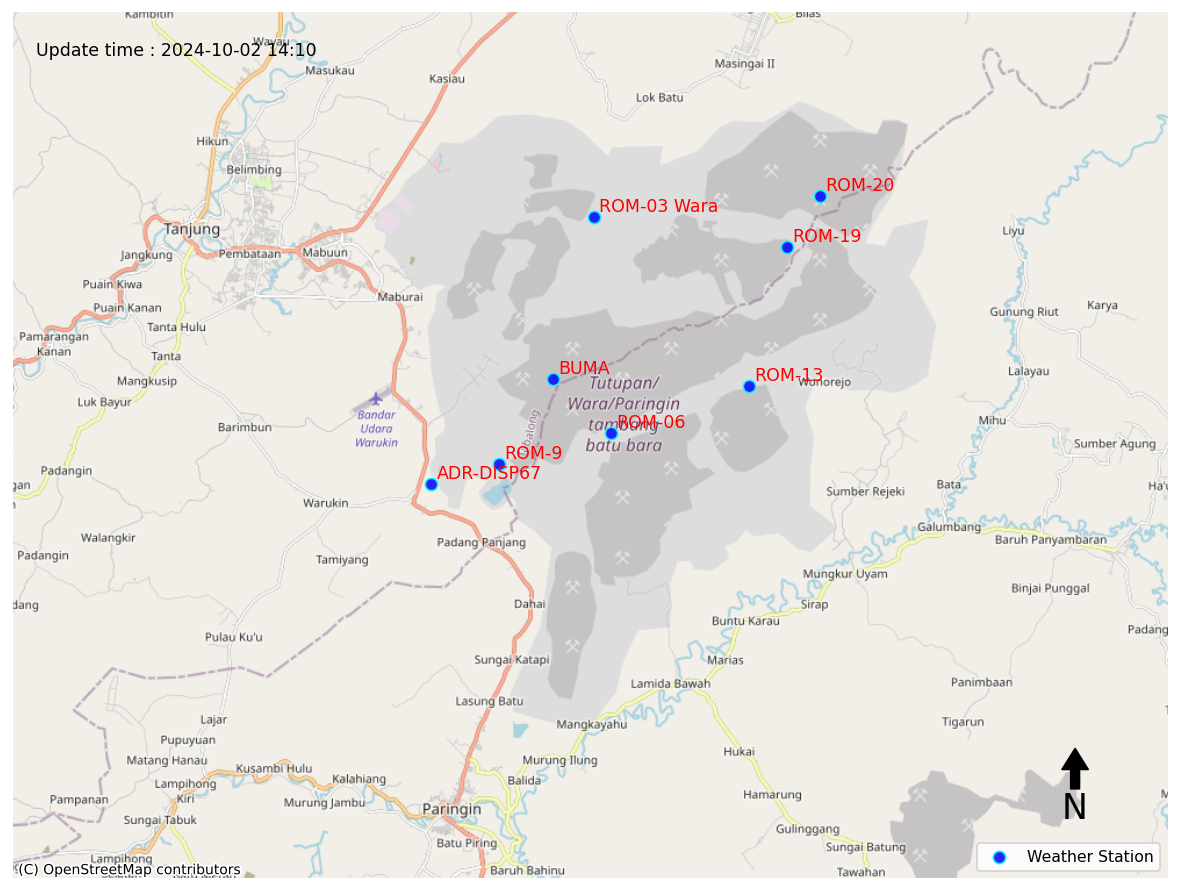 Kambitin
Bilas
Wayau
Update time : 2024-10-02 14:10
Masingai II
Masukau
Kasiau
Lok Batu
Hikun
Belimbing
ROM-20
ROM-03 Wara
Tanjung
Liyu
ROM-19
Jangkung
Pembataan
Mabuun
Puain Kiwa
Maburai
Puain Kanan
Karya
Gunung Riut
Tanta Hulu
Pamarangan
Kanan
Tanta
BUMA
Lalayau
ROM-13
Wonorejo
Mangkusip
Tutupan/
Wara/Paringin
tambang
batu bara
Luk Bayur
Bandar
Udara
Warukin
ROM-06
Mihu
Barimbun
Sumber Agung
ROM-9
ADR-DISP67
Padangin
Bata
Sumber Rejeki
Warukin
Galumbang
Walangkir
Padang Panjang
Baruh Panyambaran
Padangin
Tamiyang
Mungkur Uyam
Binjai Punggal
dang
Dahai
Sirap
Buntu Karau
Padang
Pulau Ku'u
Sungai Katapi
Marias
Lamida Bawah
Panimbaan
Lasung Batu
Lajar
Mangkayahu
Tigarun
Pupuyuan
Hukai
Matang Hanau
Murung Ilung
Kusambi Hulu
Kalahiang
Balida
Lampihong
Kiri
Pampanan
Murung Jambu
Paringin
Hamarung
N
Sungai Tabuk
Gulinggang
Batu Piring
Sungai Batung
Weather Station
Lampihong
(C) OpenStreetMap contributors
Baruh Bahinu
Tawahan